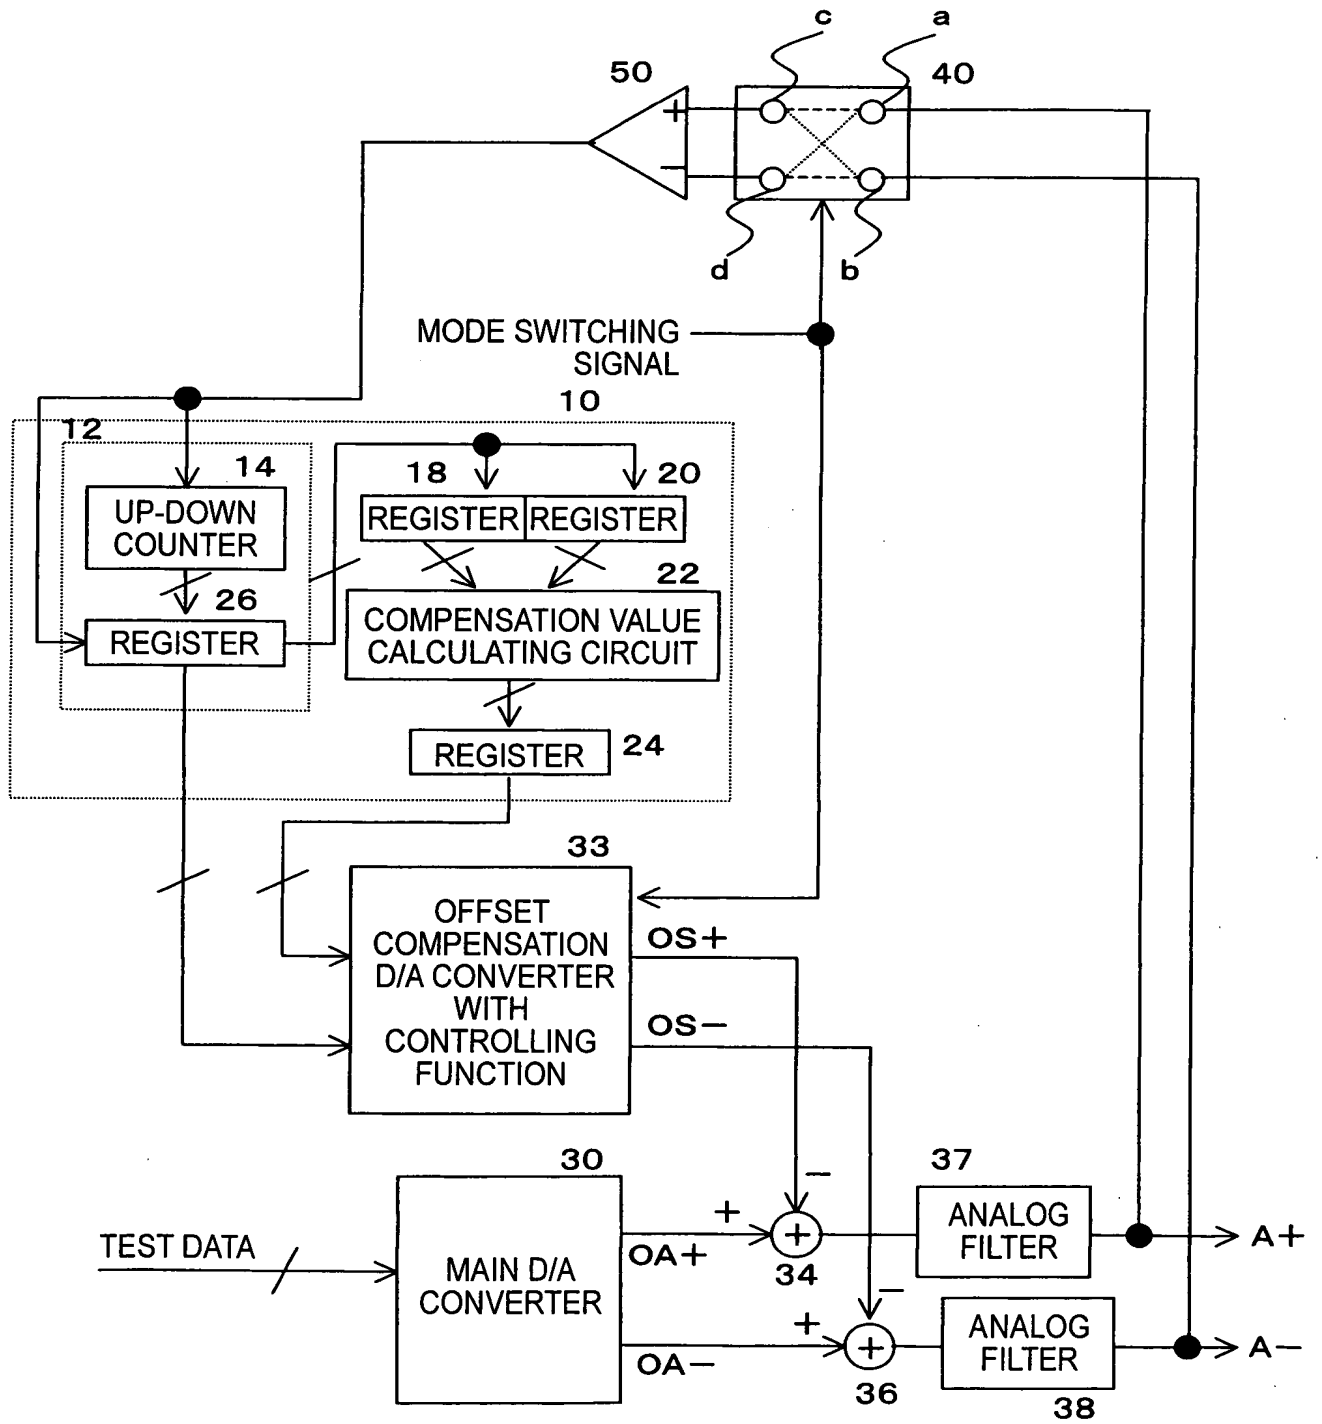 c
a
50
40
+
−
d
b
MODE SWITCHING
SIGNAL
10
12
14
18
20
UP-DOWN
COUNTER
REGISTER
REGISTER
22
26
REGISTER
COMPENSATION VALUE
CALCULATING CIRCUIT
REGISTER
24
33
OFFSET
COMPENSATION
D/A CONVERTER
WITH
CONTROLLING
FUNCTION
OS+
OS−
30
37
−
+
TEST DATA
MAIN D/A
CONVERTER
OA+
+
34
ANALOG
FILTER
A+
−
+
OA−
+
36
ANALOG
FILTER
38
A−